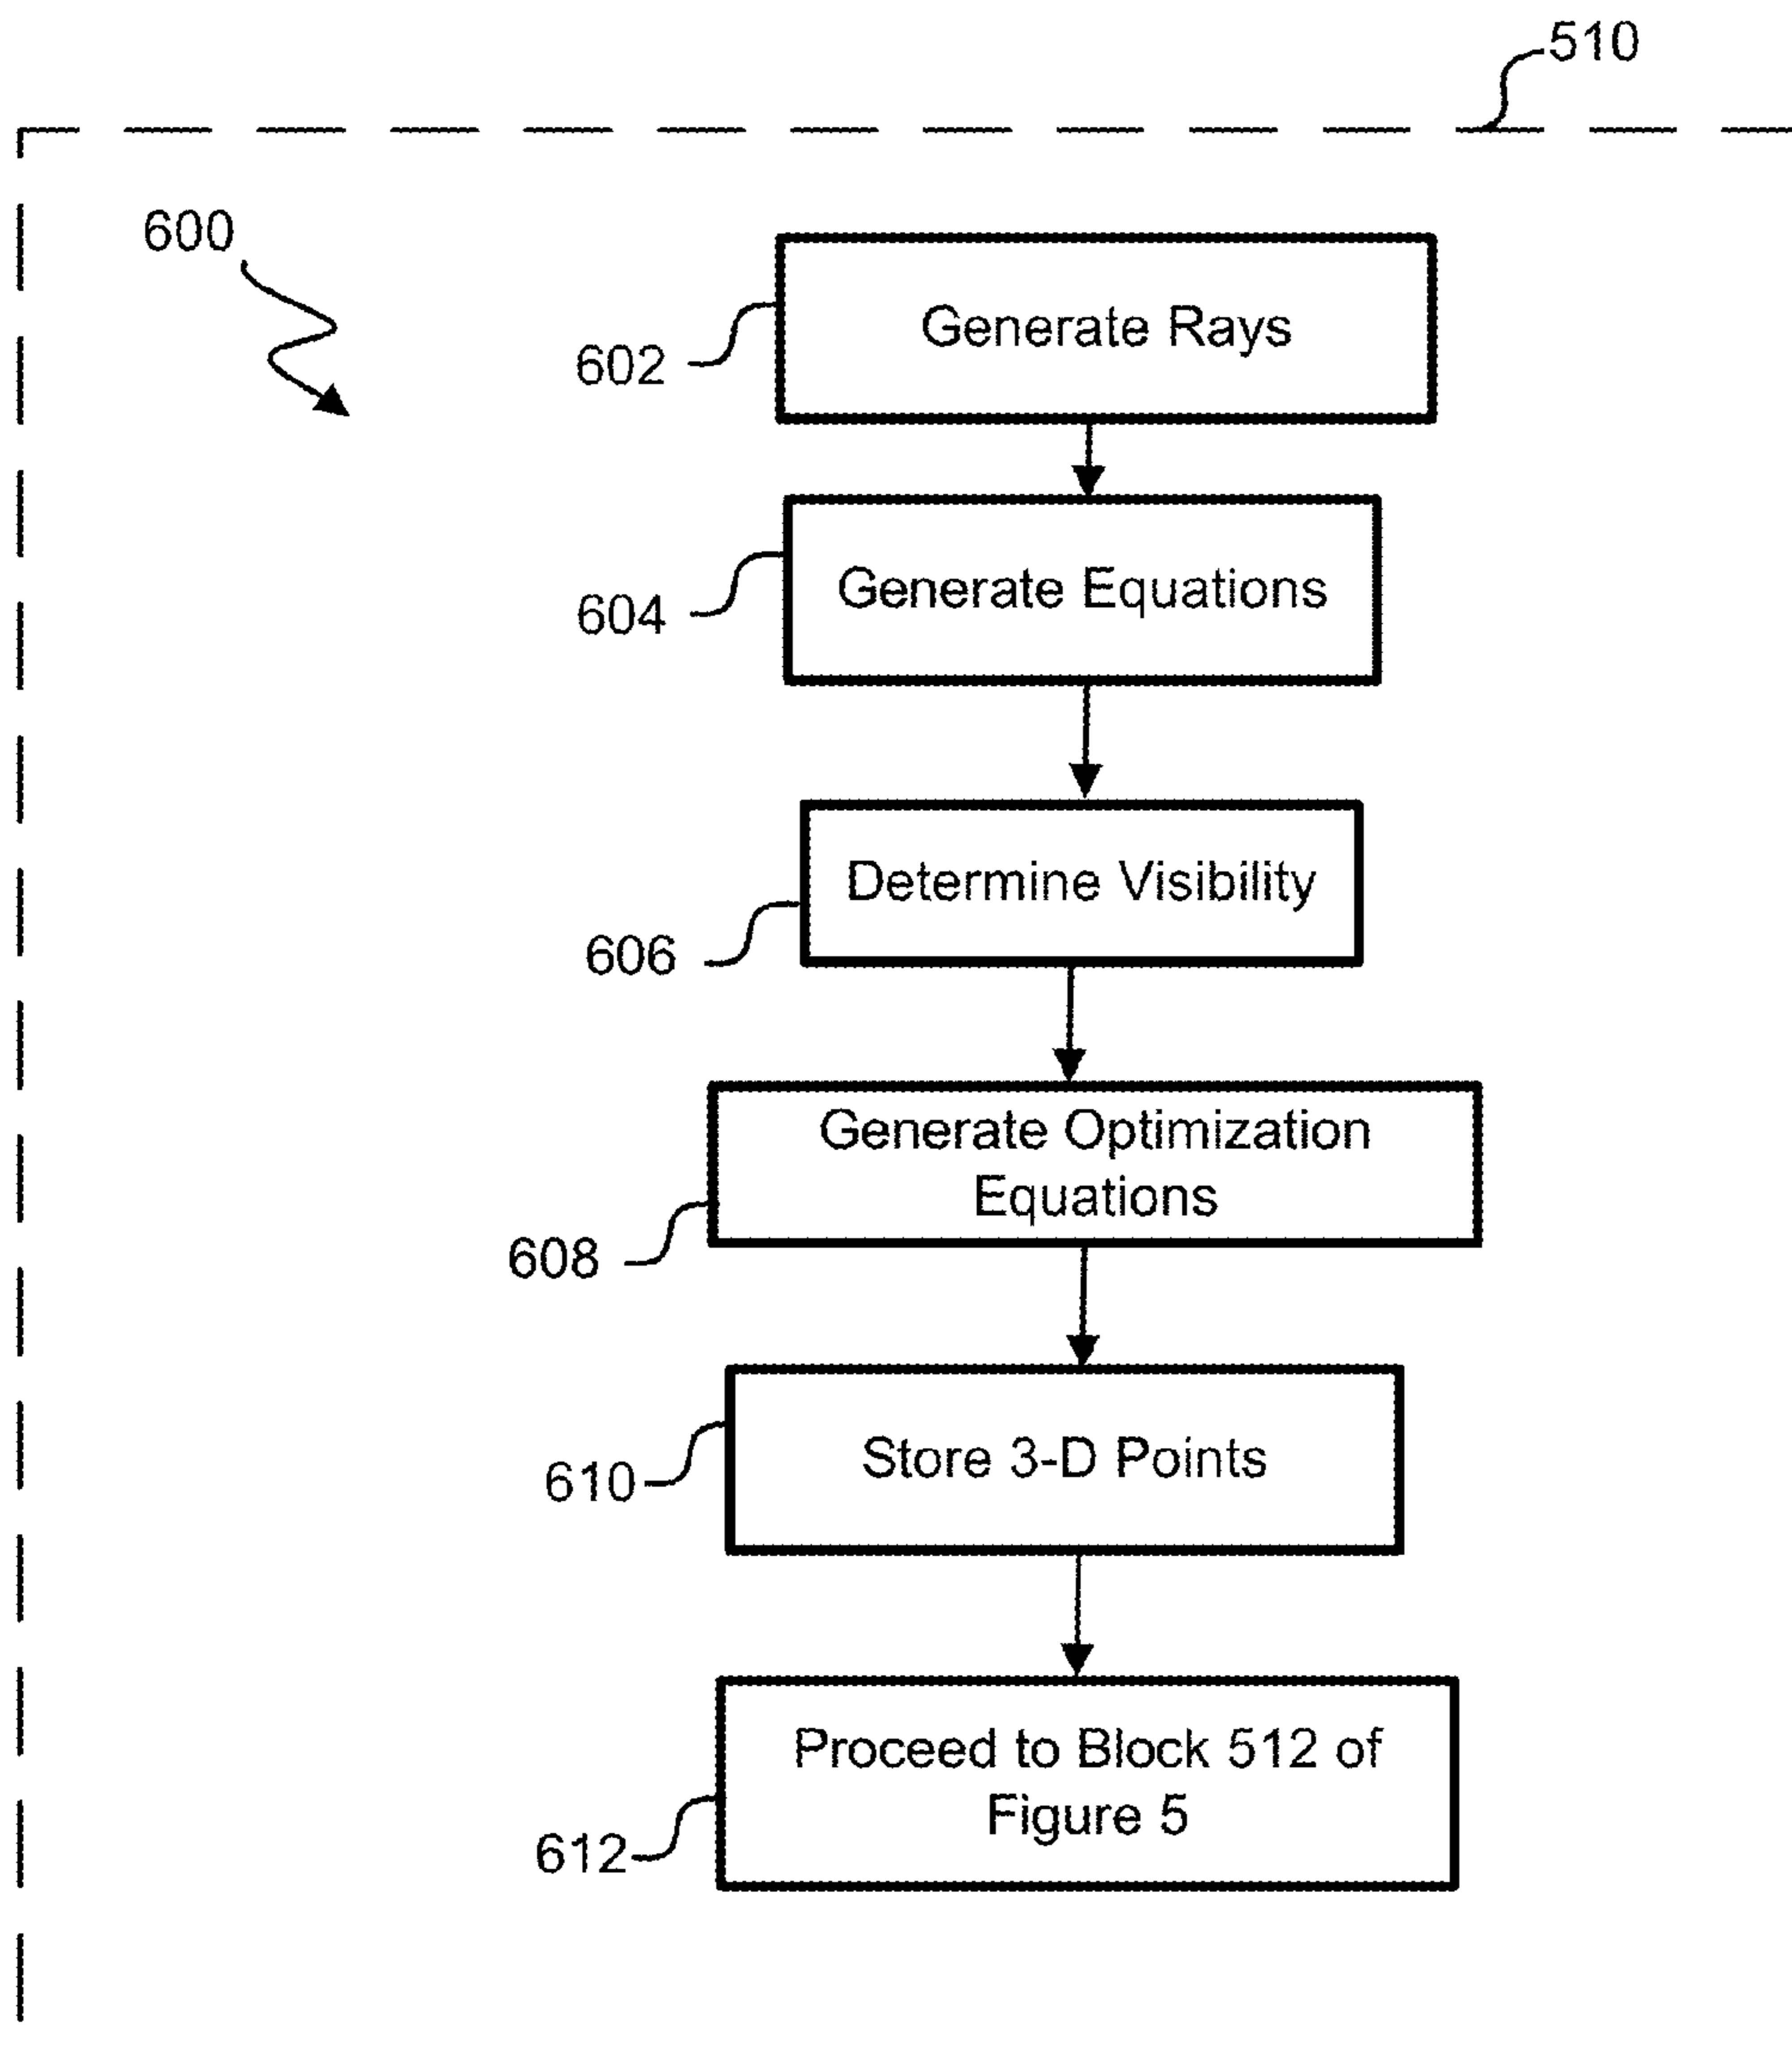 510
600
Generate Rays
602
Generate Equations
604
Determine Visibility
606
Generate Optimization
Equations
608
Store 3-D Points
610
Proceed to Block 512 of
Figure 5
612